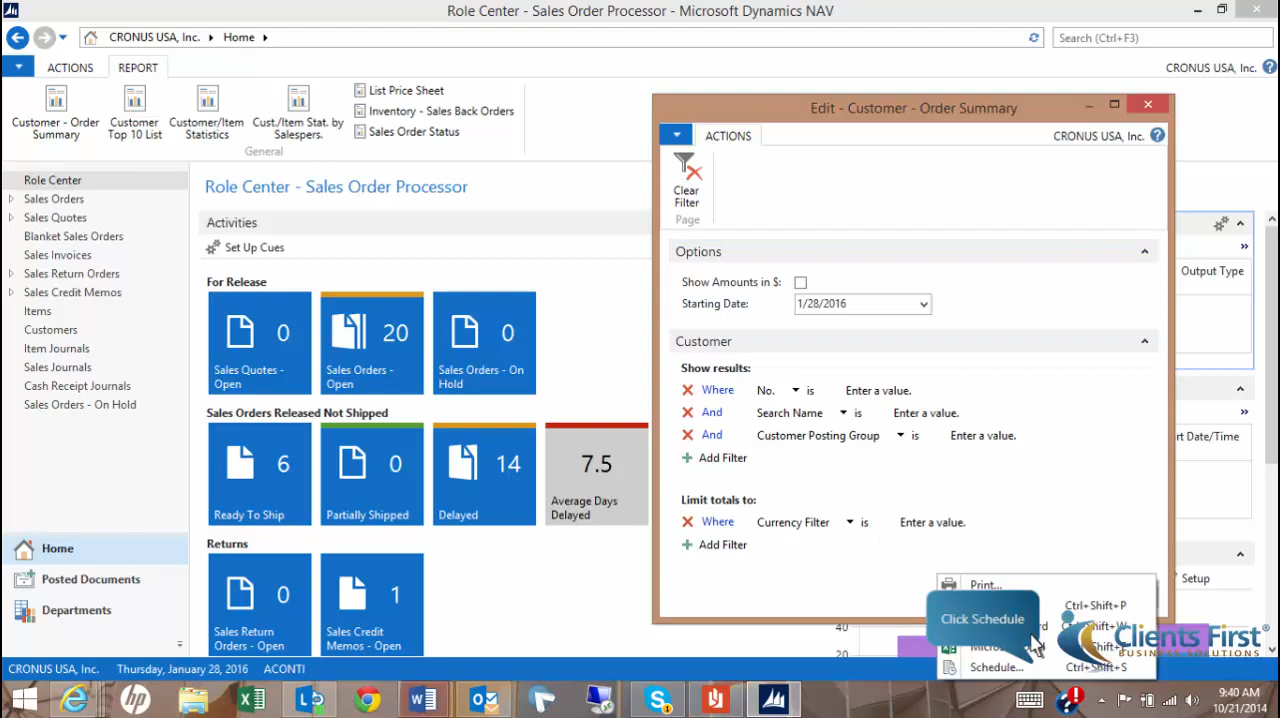 Role Center - Sales Order Processor - Microsoft Dynamics NAV
CRONUS USA, Inc.
Home
Search (Ctrl+F3)
ACTIONS
REPORT
CRONUS USA, Inc.
Customer - Order Summary
Customer Top 10 List
Customer/Item Statistics
Cust./Item Stat. by Salespers.
List Price Sheet
Inventory - Sales Back Orders
Sales Order Status
General
Role Center
Sales Orders
Sales Quotes
Blanket Sales Orders
Sales Invoices
Sales Return Orders
Sales Credit Memos
Items
Customers
Item Journals
Sales Journals
Cash Receipt Journals
Sales Orders - On Hold
Home
Posted Documents
Departments
Role Center - Sales Order Processor
Activities
Set Up Cues
For Release
0
Sales Quotes - Open
20
Sales Orders - Open
0
Sales Orders - On Hold
Sales Orders Released Not Shipped
6
Ready To Ship
0
Partially Shipped
14
Delayed
7.5
Average Days Delayed
Returns
0
Sales Return Orders - Open
1
Sales Credit Memos - Open
Edit - Customer - Order Summary
ACTIONS
CRONUS USA, Inc.
Clear Filter
Page
Options
Show Amounts in $:
Starting Date:
1/28/2016
Customer
Show results:
Where No. is Enter a value.
And Search Name is Enter a value.
And Customer Posting Group is Enter a value.
Add Filter
Limit totals to:
Where Currency Filter is Enter a value.
Add Filter
Print...
Ctrl+Shift+P
Click Schedule
Schedule...
Ctrl+Shift+S
Clients First®
BUSINESS SOLUTIONS
Output Type
Setup
40
20
CRONUS USA, Inc.
Thursday, January 28, 2016
ACONTI
9:40 AM
10/21/2014